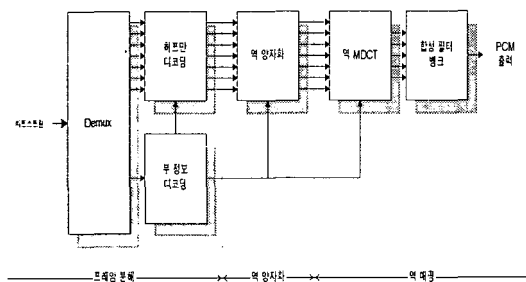 허프만
디코딩
역 양자화
역 MDCT
합성 필터
뱅크
PCM
출력
비트스트림
Demux
부 정보
디코딩
프레임 분해
역 양자화
역 매핑